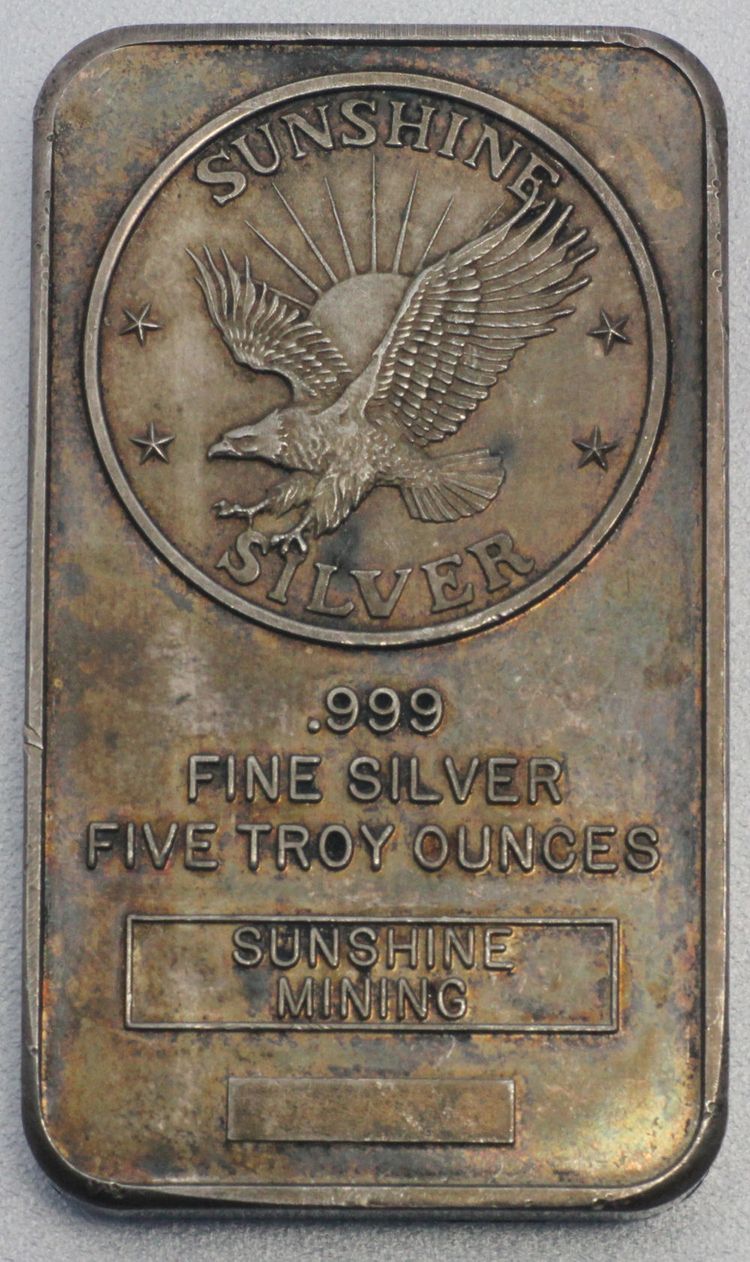 SUNSHINE
SILVER
.999
FINE SILVER
FIVE TROY OUNCES
SUNSHINE
MINING